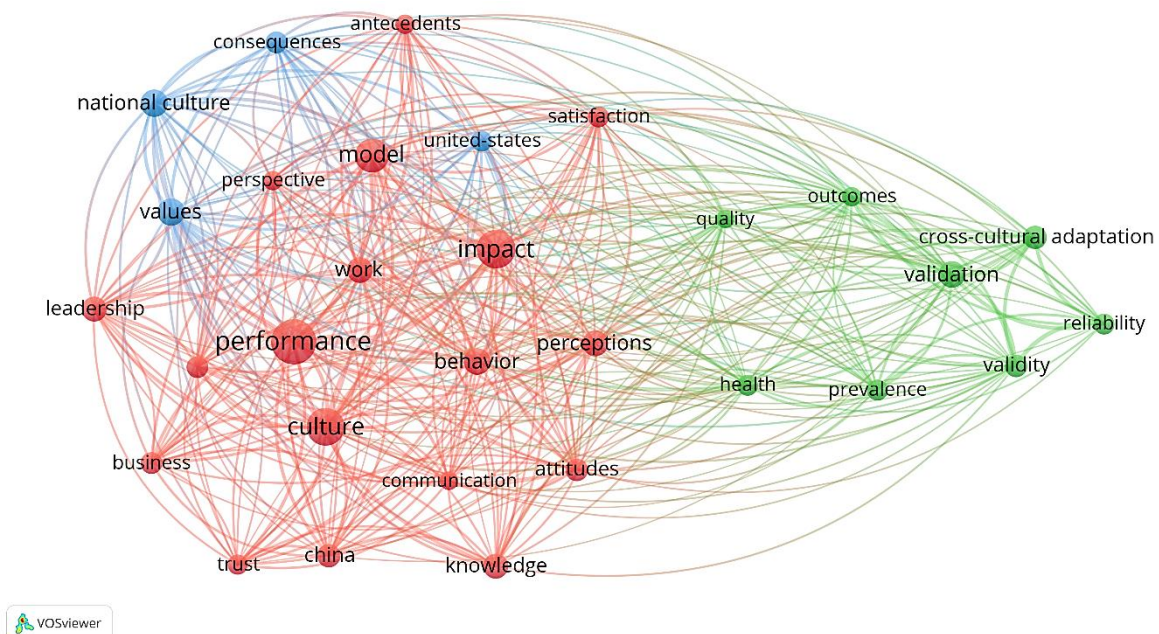 antecedents
consequences
national culture
satisfaction
united-states
model
perspective
outcomes
values
quality
cross-cultural adaptation
impact
work
validation
leadership
reliability
performance
perceptions
behavior
validity
health
prevalence
culture
business
attitudes
communication
china
trust
knowledge
VOSviewer